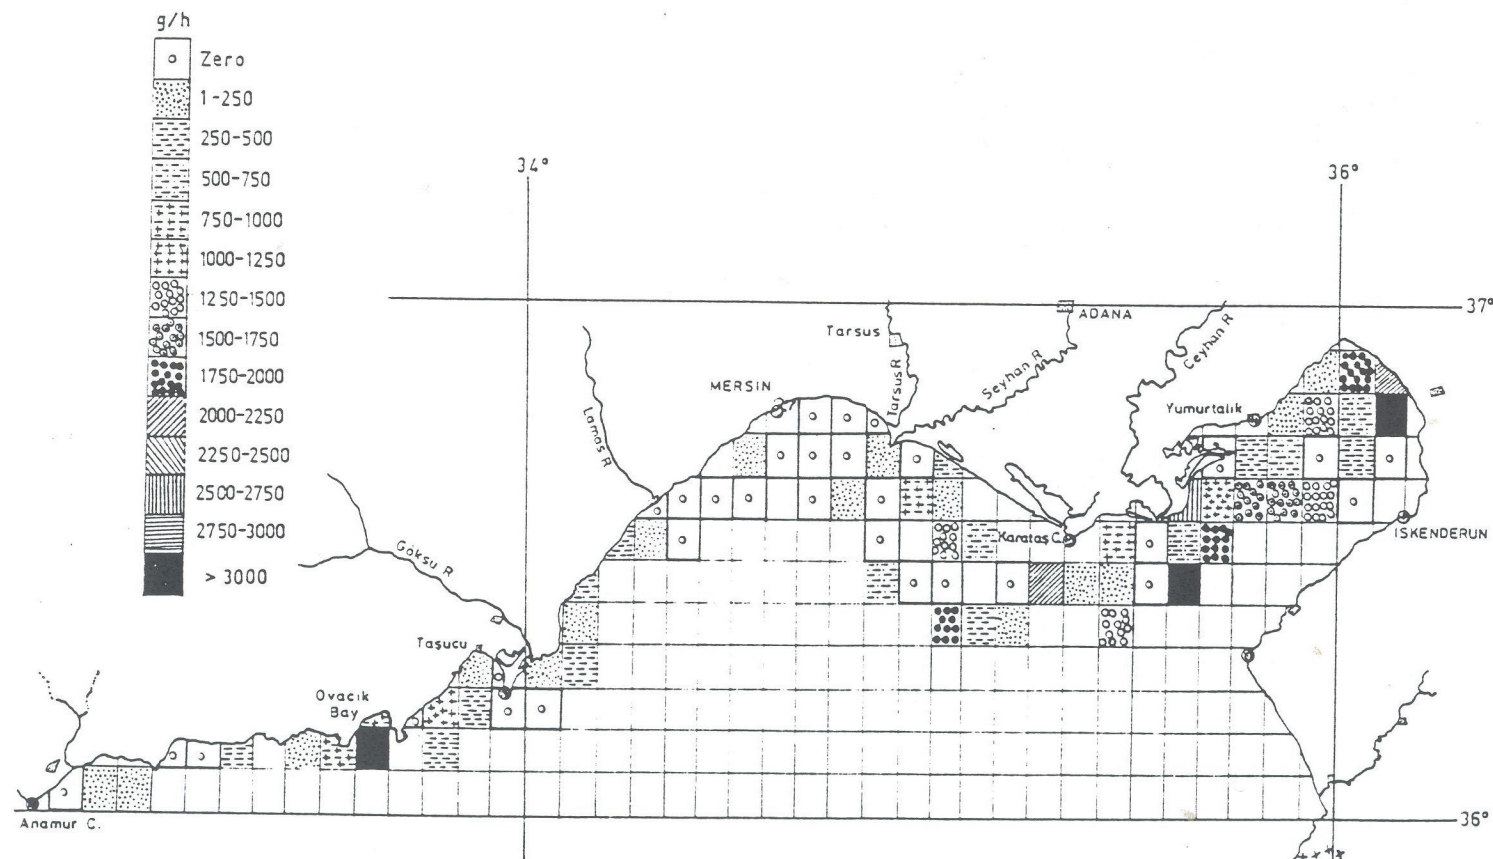 g/h
Zero
1-250
250-500
500-750
750-1000
1000-1250
1250-1500
1500-1750
1750-2000
2000-2250
2250-2500
2500-2750
2750-3000
> 3000
34°
36°
37°
ADANA
Tarsus
Tarsus R
Seyhan R
Ceyhan R
MERSİN
Lamas R
Yumurtalık
Karataş C.
İSKENDERUN
Göksu R
Taşucu
Ovacık
Bay
Anamur C.
36°